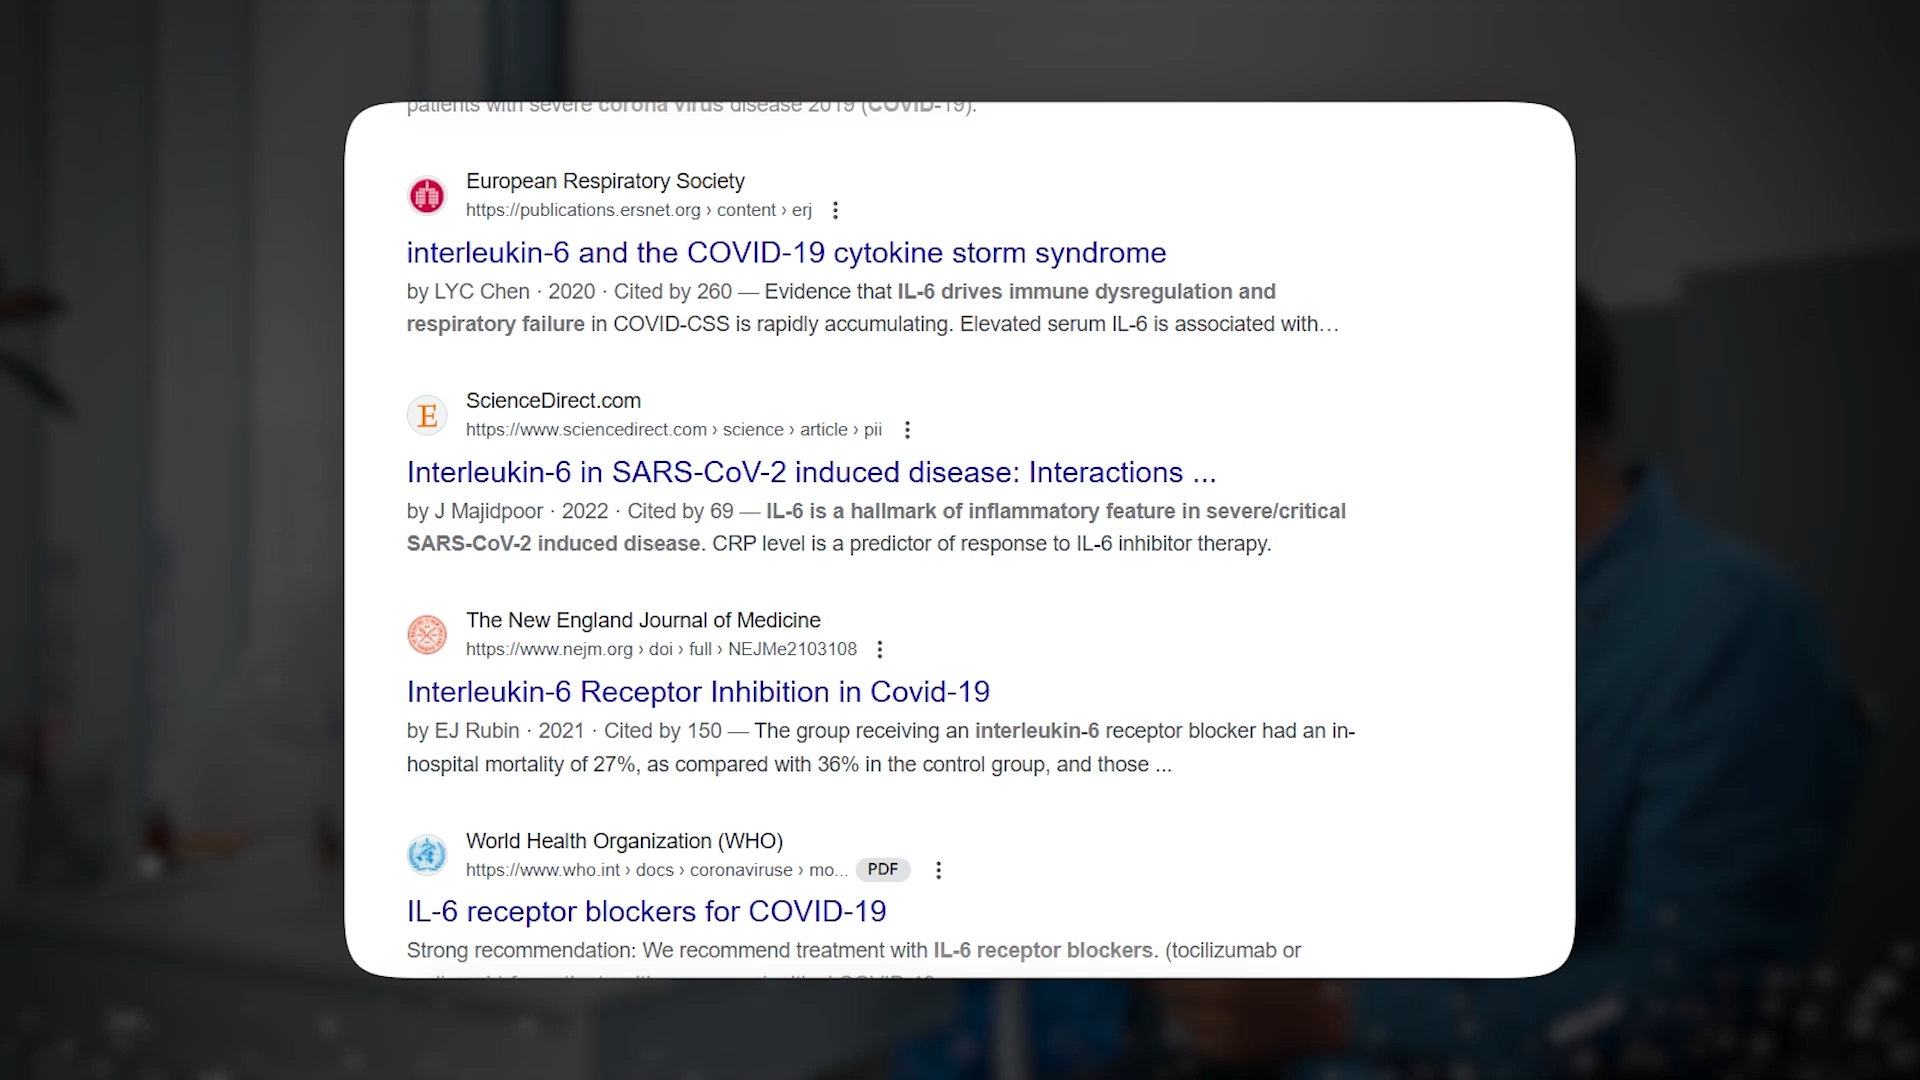 patients with severe corona virus disease 2019 (COVID-19).
European Respiratory Society
https://publications.ersnet.org › content › erj
interleukin-6 and the COVID-19 cytokine storm syndrome
by LYC Chen · 2020 · Cited by 260 — Evidence that IL-6 drives immune dysregulation and
respiratory failure in COVID-CSS is rapidly accumulating. Elevated serum IL-6 is associated with…
E
ScienceDirect.com
https://www.sciencedirect.com › science › article › pii
Interleukin-6 in SARS-CoV-2 induced disease: Interactions ...
by J Majidpoor · 2022 · Cited by 69 — IL-6 is a hallmark of inflammatory feature in severe/critical
SARS-CoV-2 induced disease. CRP level is a predictor of response to IL-6 inhibitor therapy.
The New England Journal of Medicine
https://www.nejm.org › doi › full › NEJMe2103108
Interleukin-6 Receptor Inhibition in Covid-19
by EJ Rubin · 2021 · Cited by 150 — The group receiving an interleukin-6 receptor blocker had an in-
hospital mortality of 27%, as compared with 36% in the control group, and those ...
World Health Organization (WHO)
https://www.who.int › docs › coronaviruse › mo... PDF
IL-6 receptor blockers for COVID-19
Strong recommendation: We recommend treatment with IL-6 receptor blockers. (tocilizumab or